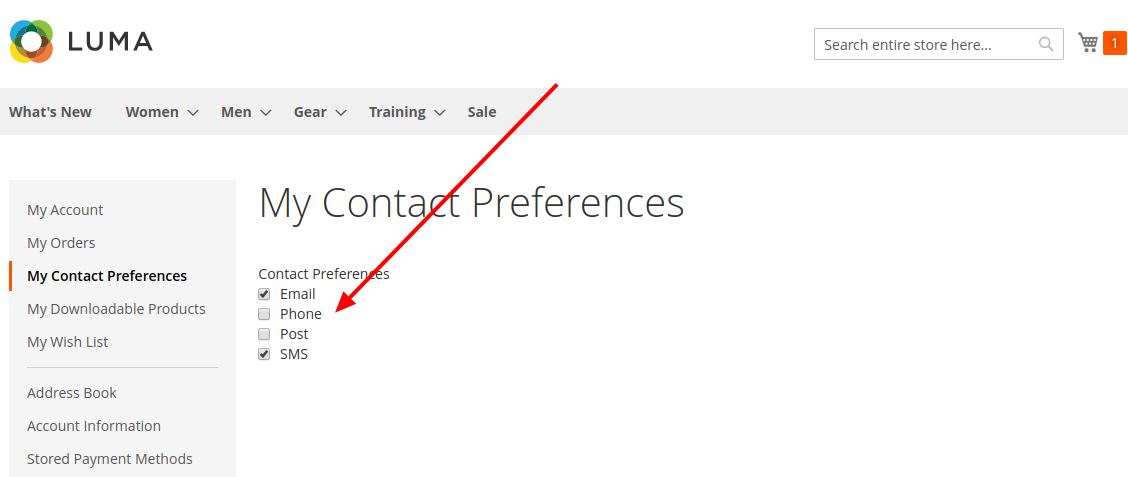 LUMA
Search entire store here...
1
What's New Women Men Gear Training Sale
My Account
My Orders
My Contact Preferences
My Downloadable Products
My Wish List
Address Book
Account Information
Stored Payment Methods
My Contact Preferences
Contact Preferences
Email
Phone
Post
SMS